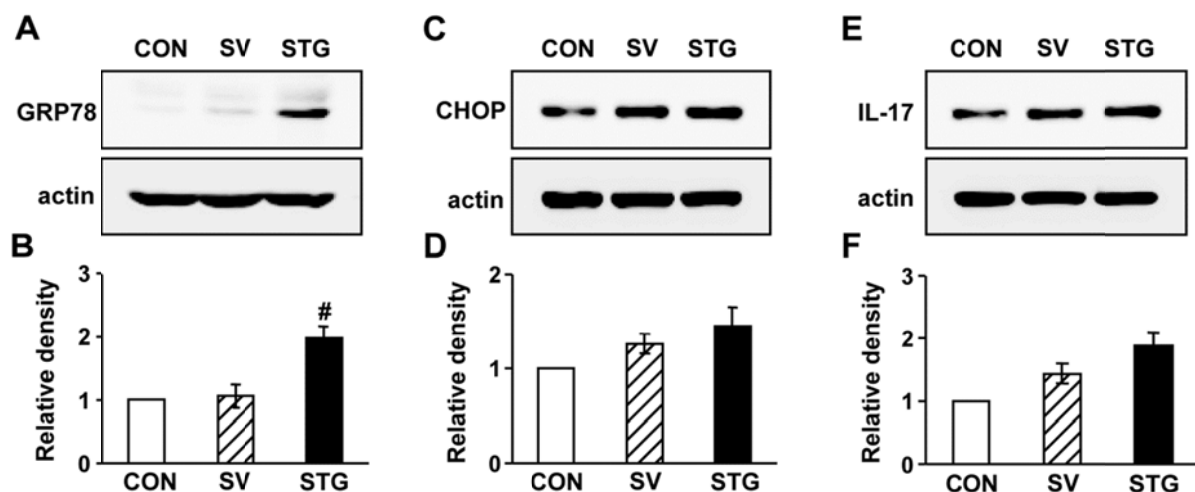 A
CON SV STG
GRP78
actin
B
Relative density
3
2
1
0
#
CON SV STG
C
CON SV STG
CHOP
actin
D
Relative density
2
1
0
CON SV STG
E
CON SV STG
IL-17
actin
F
Relative density
3
2
1
0
CON SV STG